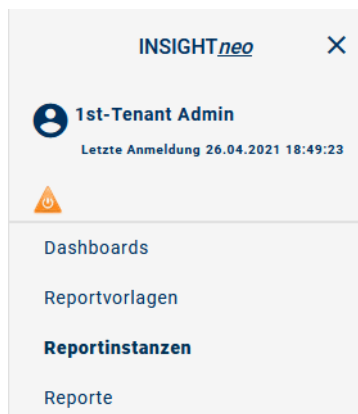 INSIGHTneo
1st-Tenant Admin
Letzte Anmeldung 26.04.2021 18:49:23
Dashboards
Reportvorlagen
Reportinstanzen
Reporte